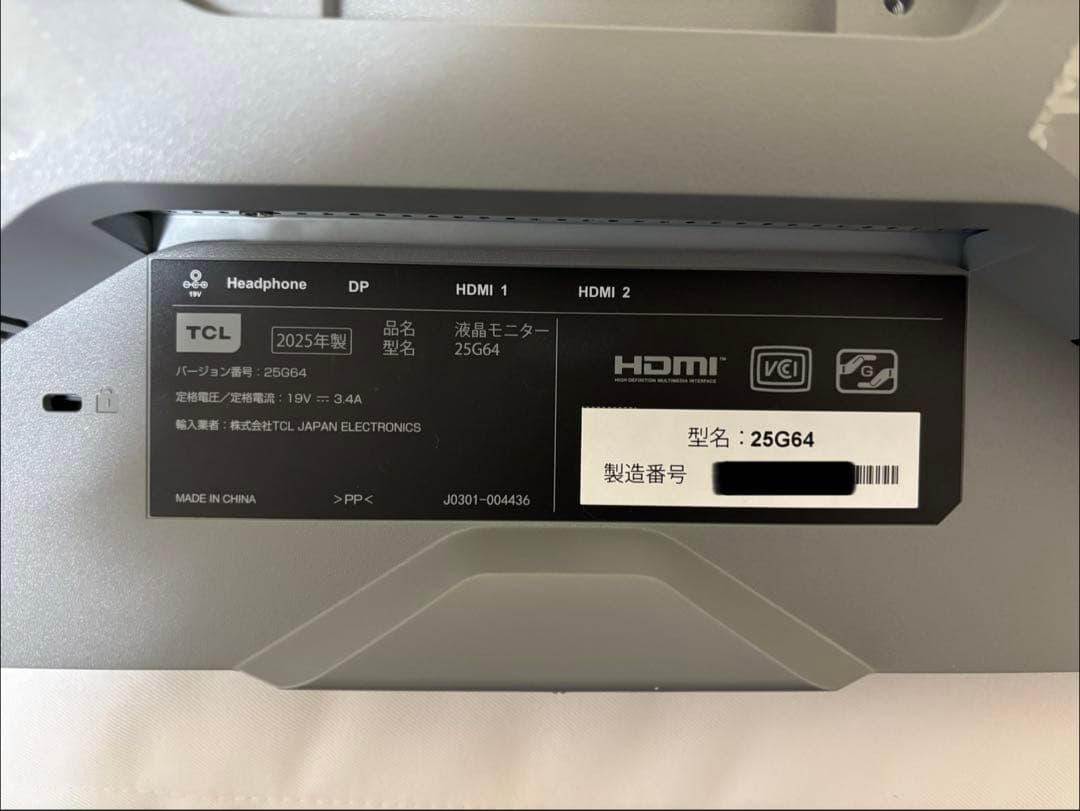 19V Headphone DP HDMI 1 HDMI 2
TCL 2025年製
品名 液晶モニター
型名 25G64
バージョン番号：25G64
定格電圧／定格電流：19V ⎓ 3.4A
輸入業者：株式会社TCL JAPAN ELECTRONICS
MADE IN CHINA >PP< J0301-004436
HDMI™
HIGH-DEFINITION MULTIMEDIA INTERFACE
VCCI
G
型名：25G64
製造番号